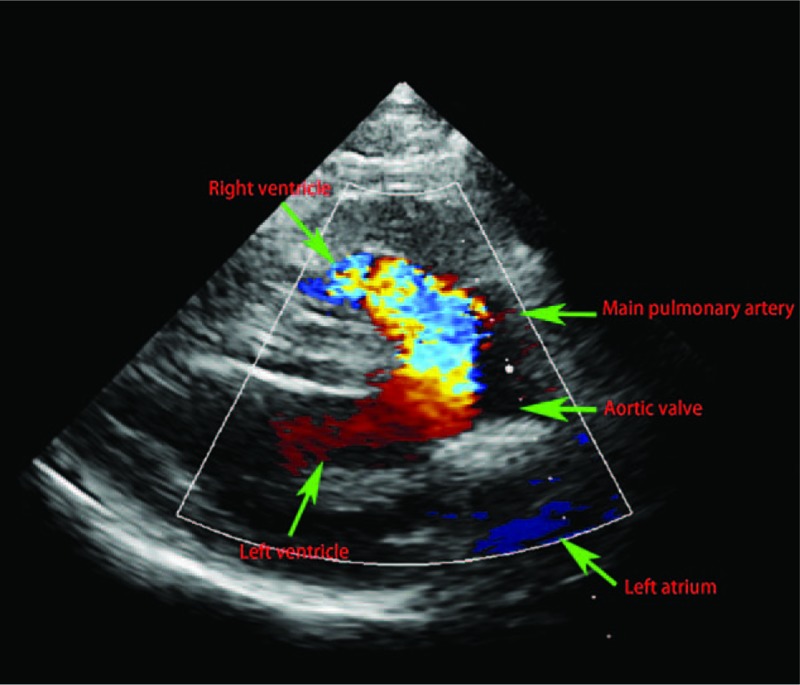 Right ventricle
Main pulmonary artery
Aortic valve
Left ventricle
Left atrium